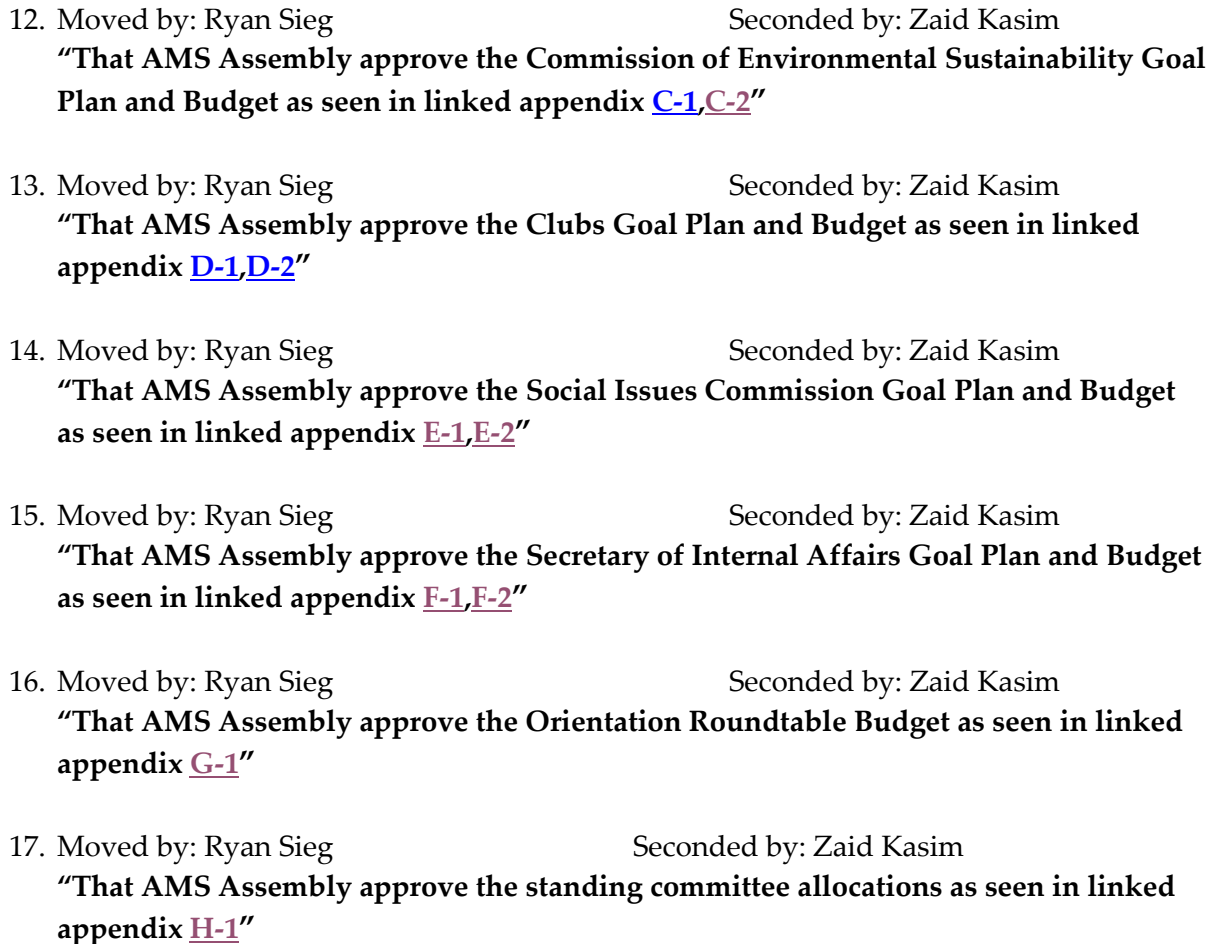 12. Moved by: Ryan Sieg Seconded by: Zaid Kasim
“That AMS Assembly approve the Commission of Environmental Sustainability Goal
Plan and Budget as seen in linked appendix C-1,C-2”
13. Moved by: Ryan Sieg Seconded by: Zaid Kasim
“That AMS Assembly approve the Clubs Goal Plan and Budget as seen in linked
appendix D-1,D-2”
14. Moved by: Ryan Sieg Seconded by: Zaid Kasim
“That AMS Assembly approve the Social Issues Commission Goal Plan and Budget
as seen in linked appendix E-1,E-2”
15. Moved by: Ryan Sieg Seconded by: Zaid Kasim
“That AMS Assembly approve the Secretary of Internal Affairs Goal Plan and Budget
as seen in linked appendix F-1,F-2”
16. Moved by: Ryan Sieg Seconded by: Zaid Kasim
“That AMS Assembly approve the Orientation Roundtable Budget as seen in linked
appendix G-1”
17. Moved by: Ryan Sieg Seconded by: Zaid Kasim
“That AMS Assembly approve the standing committee allocations as seen in linked
appendix H-1”